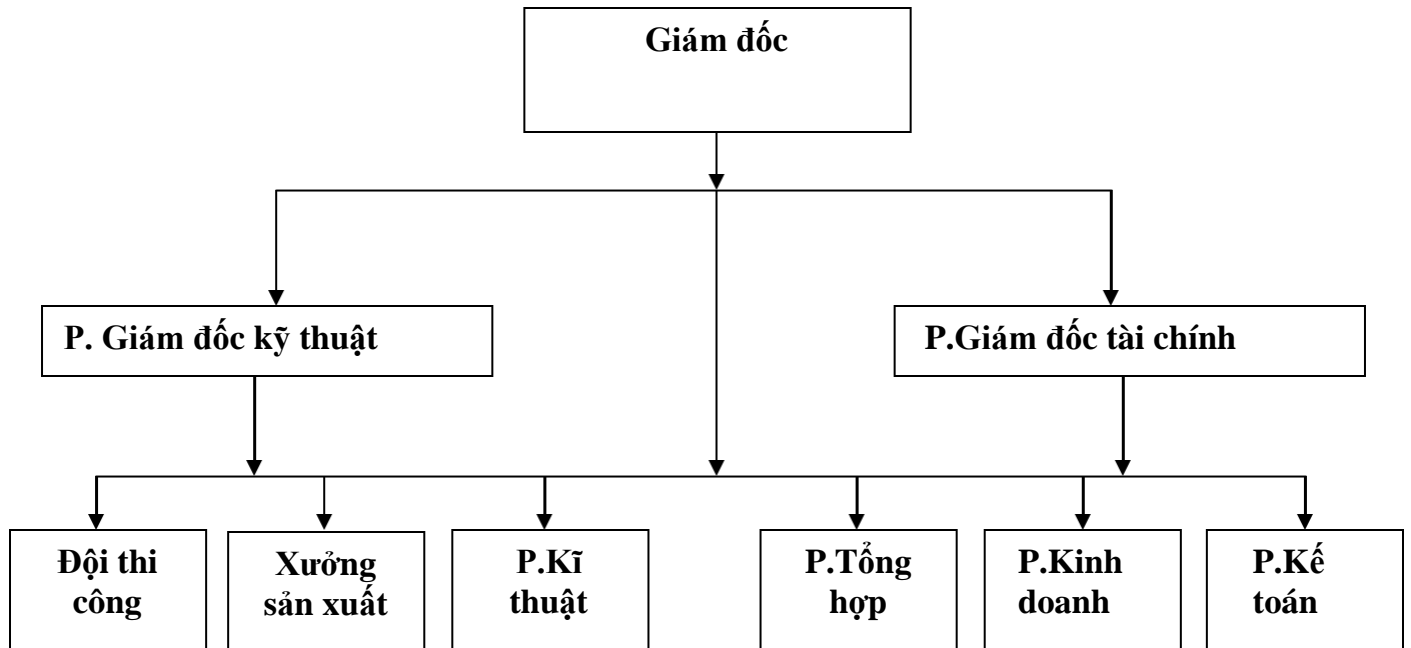 Giám đốc
P. Giám đốc kỹ thuật
P.Giám đốc tài chính
Đội thi
công
Xưởng
sản xuất
P.Kĩ
thuật
P.Tổng
hợp
P.Kinh
doanh
P.Kế
toán